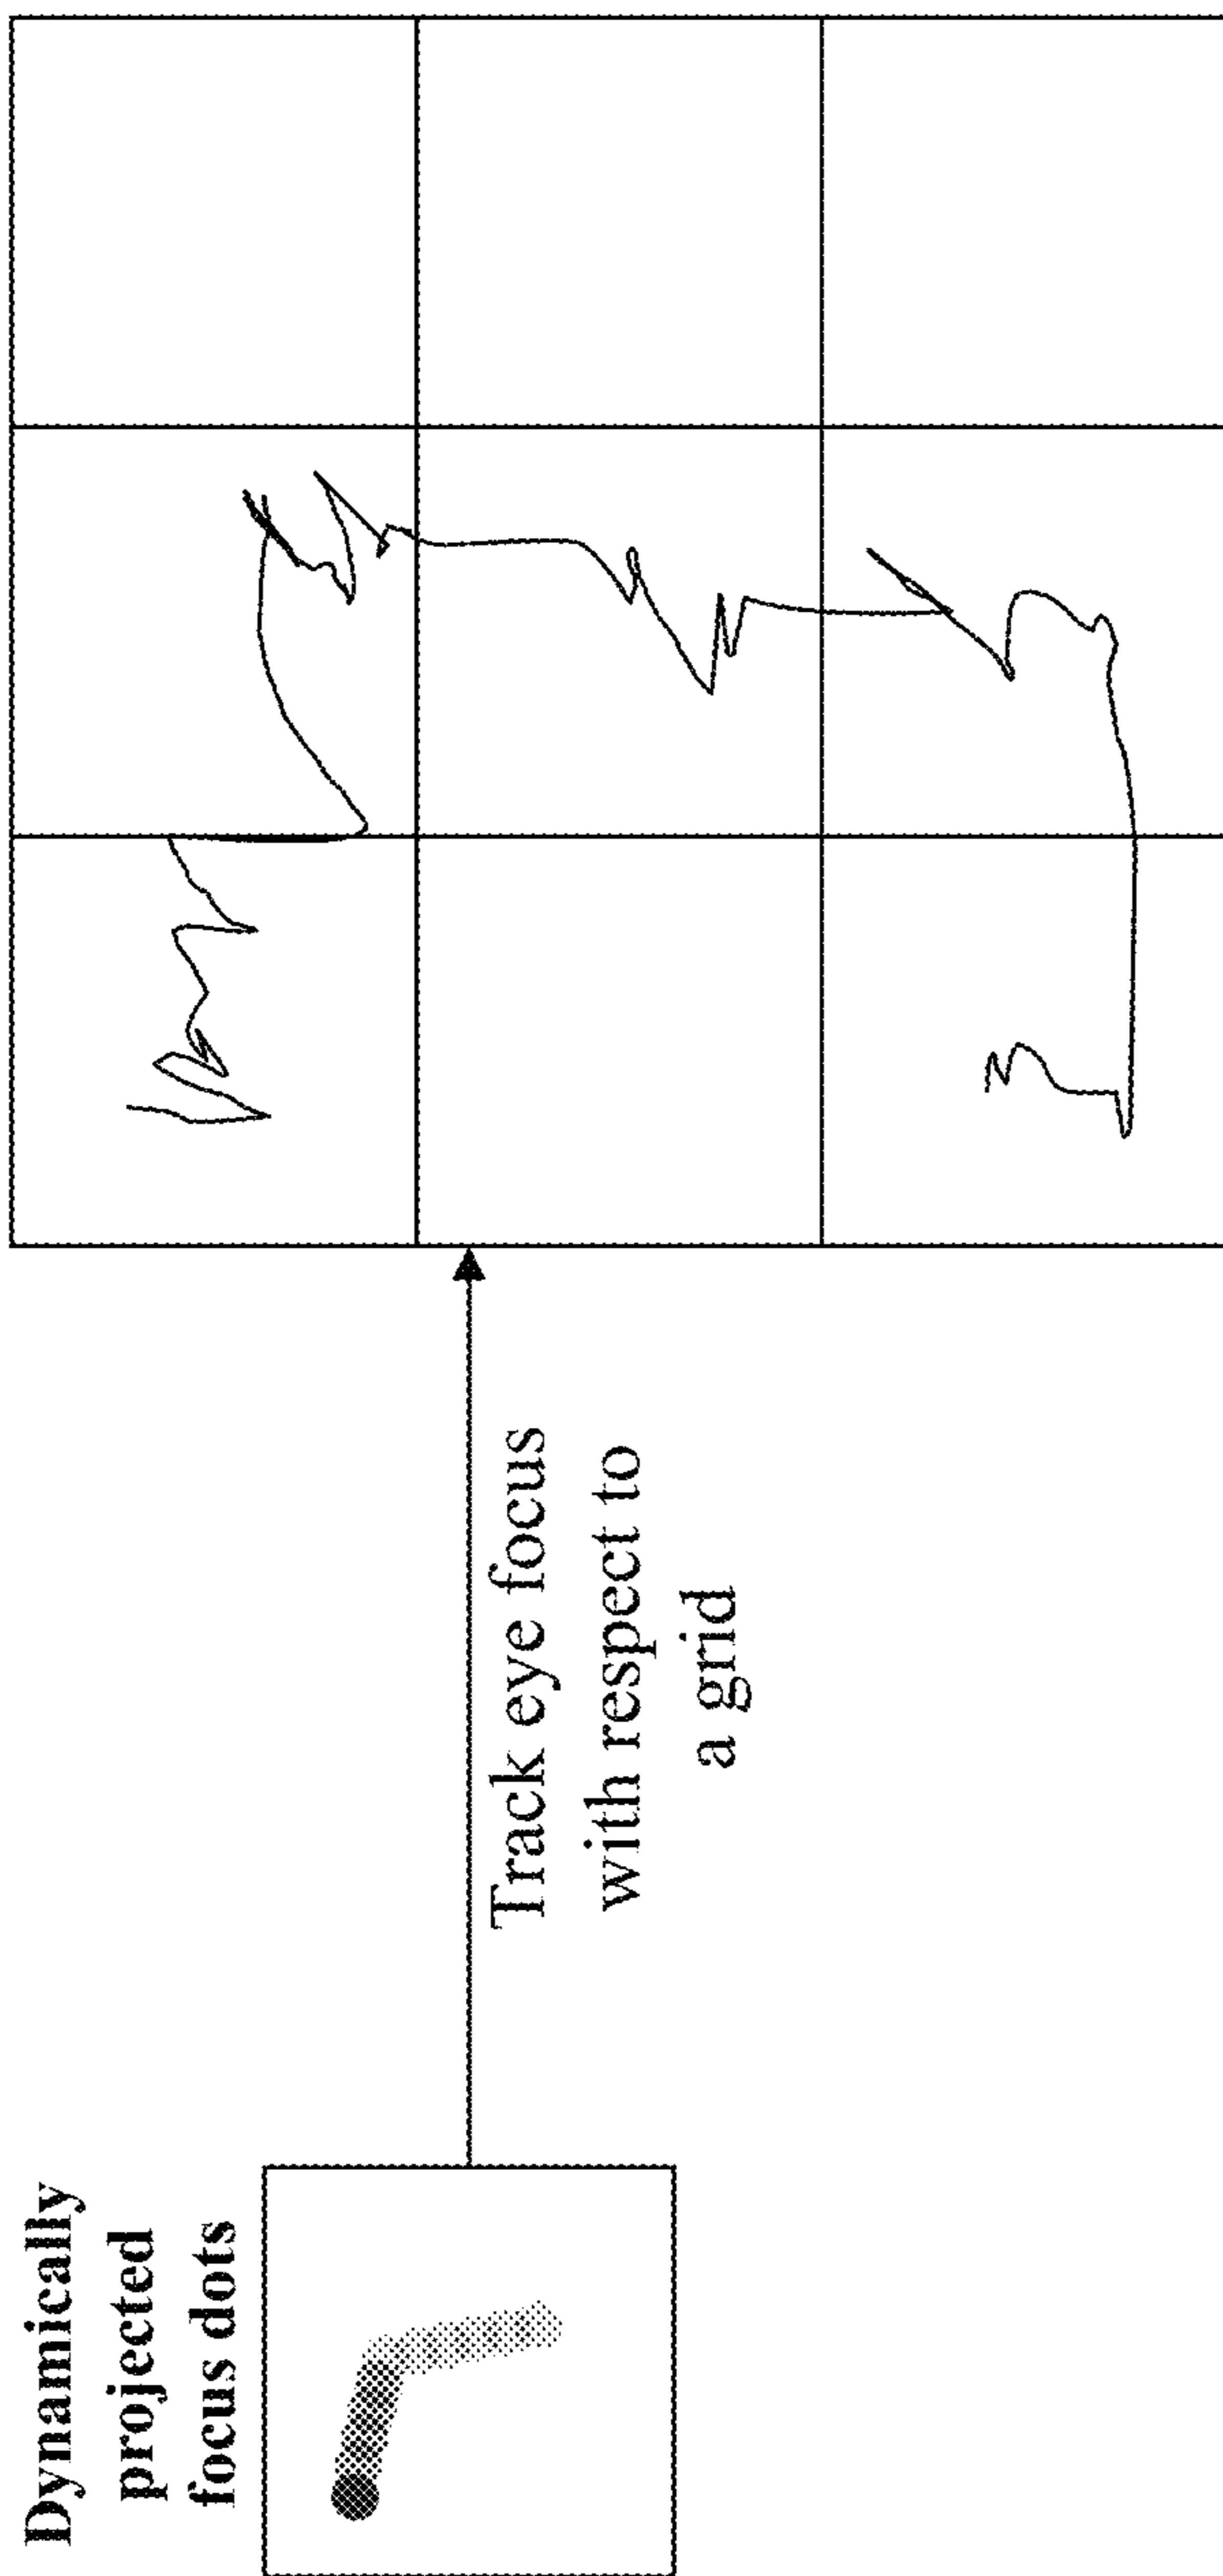 Dynamically
projected
focus dots
Track eye focus
with respect to
a grid